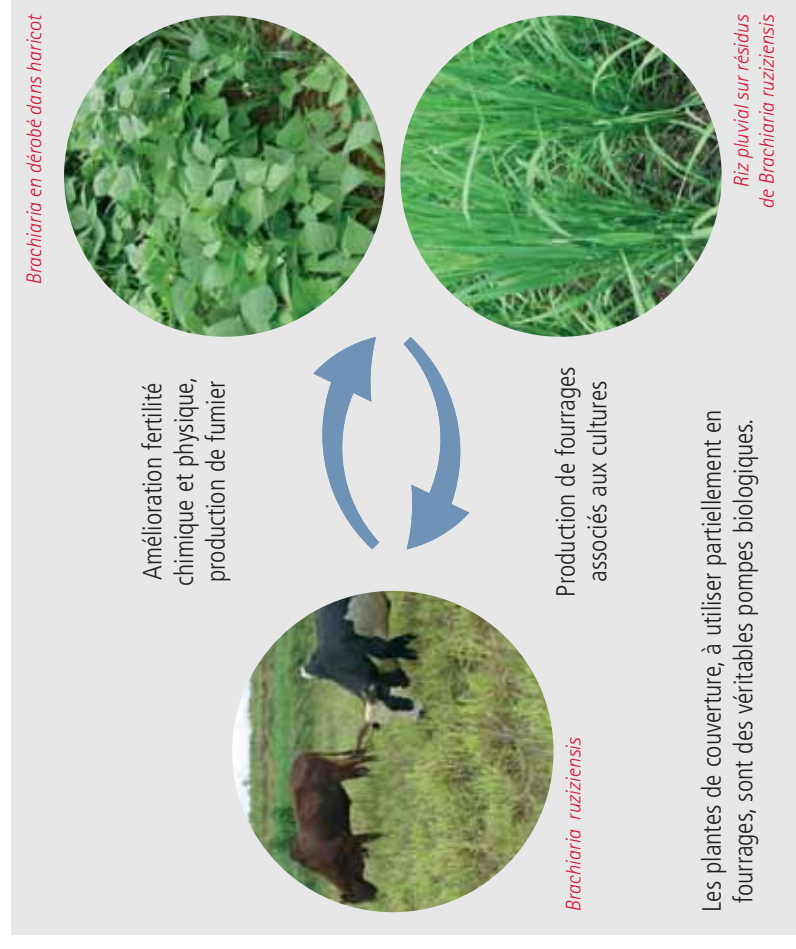 Brachiaria en dérobé dans haricot
Amélioration fertilité
chimique et physique,
production de fumier
Brachiaria ruziziensis
Production de fourrages
associés aux cultures
Riz pluvial sur résidus
de Brachiaria ruziziensis
Les plantes de couverture, à utiliser partiellement en
fourrages, sont des véritables pompes biologiques.